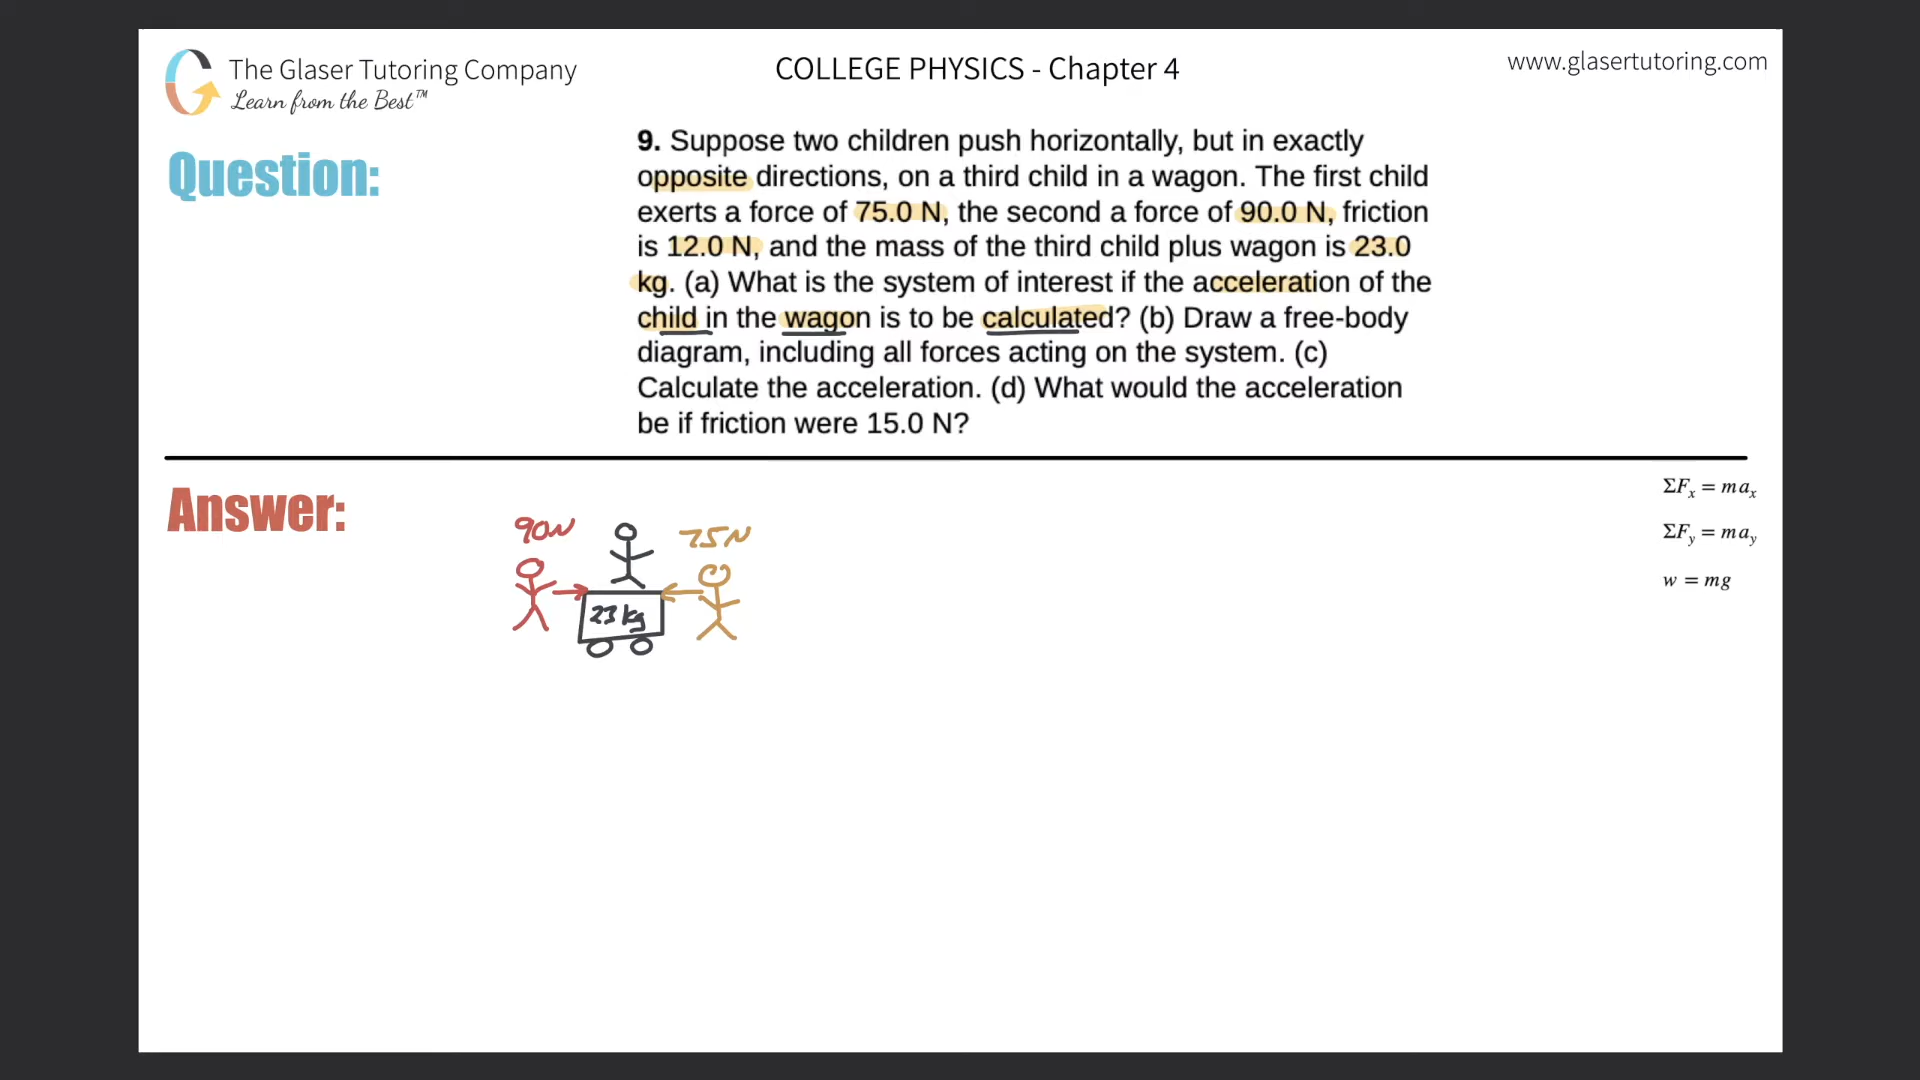 The Glaser Tutoring Company
Learn from the Best™
COLLEGE PHYSICS - Chapter 4
www.glasertutoring.com
Question:
9. Suppose two children push horizontally, but in exactly
opposite directions, on a third child in a wagon. The first child
exerts a force of 75.0 N, the second a force of 90.0 N, friction
is 12.0 N, and the mass of the third child plus wagon is 23.0
kg. (a) What is the system of interest if the acceleration of the
child in the wagon is to be calculated? (b) Draw a free-body
diagram, including all forces acting on the system. (c)
Calculate the acceleration. (d) What would the acceleration
be if friction were 15.0 N?
Answer:
90N
75N
23 kg
ΣFₓ = maₓ
ΣF_y = ma_y
w = mg